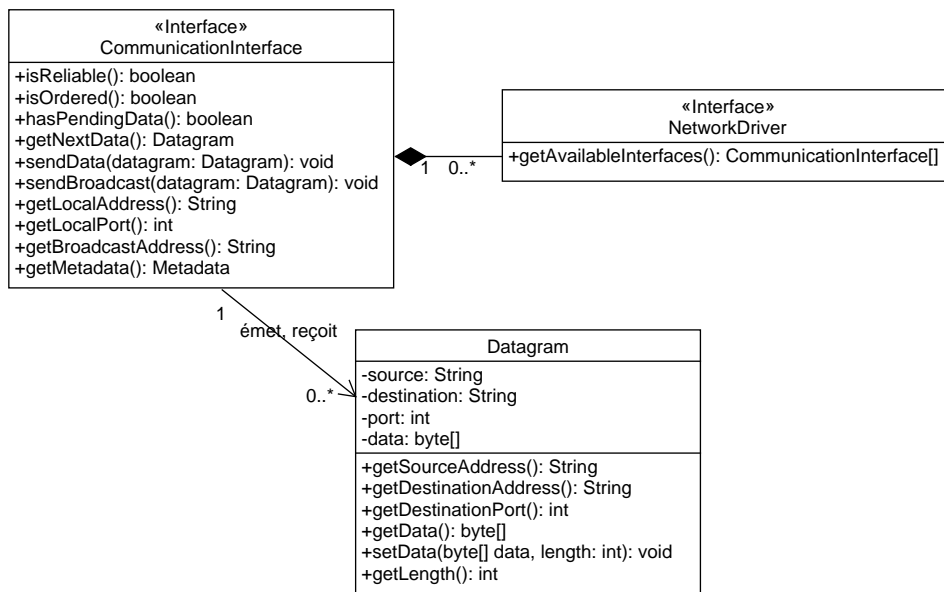 «Interface»
CommunicationInterface
+isReliable(): boolean
+isOrdered(): boolean
+hasPendingData(): boolean
+getNextData(): Datagram
+sendData(datagram: Datagram): void
+sendBroadcast(datagram: Datagram): void
+getLocalAddress(): String
+getLocalPort(): int
+getBroadcastAddress(): String
+getMetadata(): Metadata
1
0..*
«Interface»
NetworkDriver
+getAvailableInterfaces(): CommunicationInterface[]
1
émet, reçoit
0..*
Datagram
-source: String
-destination: String
-port: int
-data: byte[]
+getSourceAddress(): String
+getDestinationAddress(): String
+getDestinationPort(): int
+getData(): byte[]
+setData(byte[] data, length: int): void
+getLength(): int